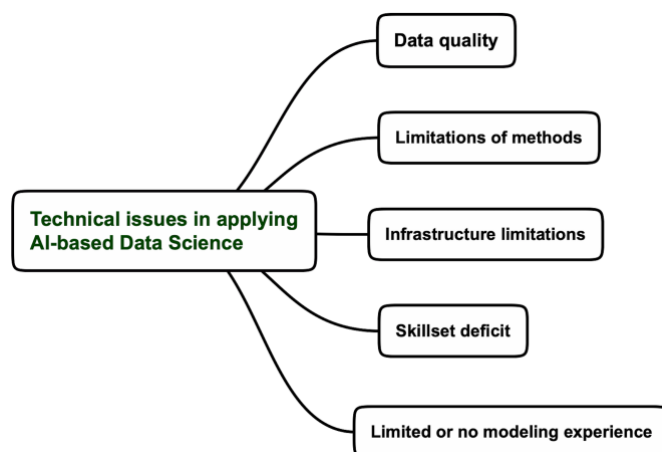 Data quality
Limitations of methods
Technical issues in applying
AI-based Data Science
Infrastructure limitations
Skillset deficit
Limited or no modeling experience